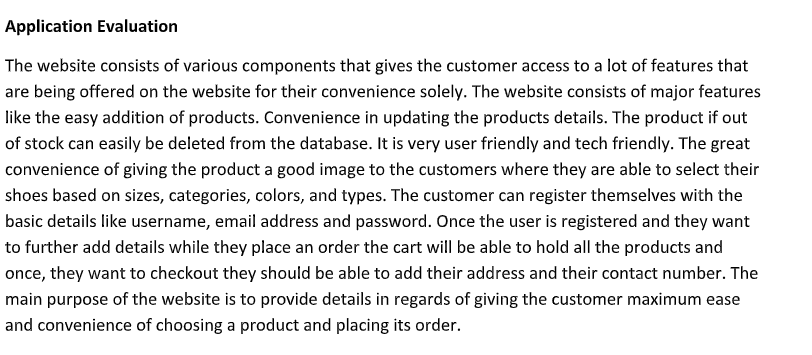 Application Evaluation
The website consists of various components that gives the customer access to a lot of features that
are being offered on the website for their convenience solely. The website consists of major features
like the easy addition of products. Convenience in updating the products details. The product if out
of stock can easily be deleted from the database. It is very user friendly and tech friendly. The great
convenience of giving the product a good image to the customers where they are able to select their
shoes based on sizes, categories, colors, and types. The customer can register themselves with the
basic details like username, email address and password. Once the user is registered and they want
to further add details while they place an order the cart will be able to hold all the products and
once, they want to checkout they should be able to add their address and their contact number. The
main purpose of the website is to provide details in regards of giving the customer maximum ease
and convenience of choosing a product and placing its order.